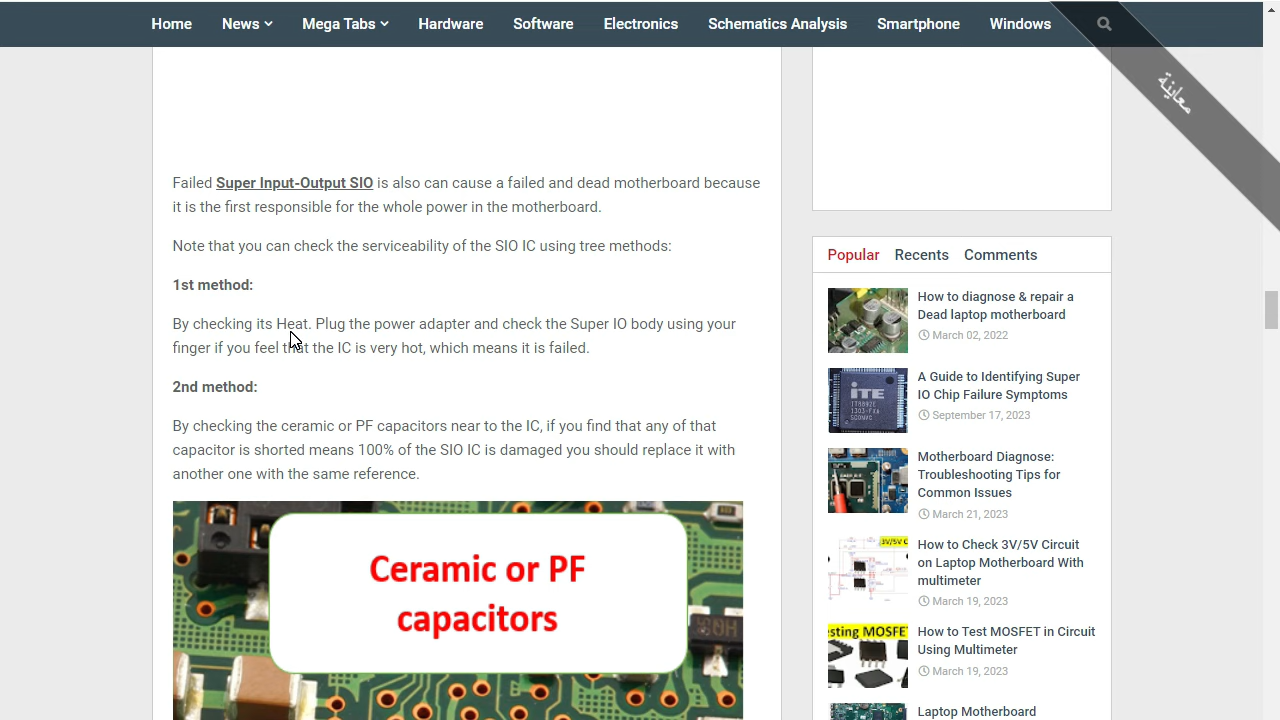 Home News Mega Tabs Hardware Software Electronics Schematics Analysis Smartphone Windows
معاينة
Failed Super Input-Output SIO is also can cause a failed and dead motherboard because
it is the first responsible for the whole power in the motherboard.
Note that you can check the serviceability of the SIO IC using tree methods:
1st method:
By checking its Heat. Plug the power adapter and check the Super IO body using your
finger if you feel that the IC is very hot, which means it is failed.
2nd method:
By checking the ceramic or PF capacitors near to the IC, if you find that any of that
capacitor is shorted means 100% of the SIO IC is damaged you should replace it with
another one with the same reference.
Ceramic or PF
capacitors
Popular Recents Comments
How to diagnose & repair a
Dead laptop motherboard
March 02, 2022
iTE
A Guide to Identifying Super
IO Chip Failure Symptoms
September 17, 2023
Motherboard Diagnose:
Troubleshooting Tips for
Common Issues
March 21, 2023
3V/5V C
How to Check 3V/5V Circuit
on Laptop Motherboard With
multimeter
March 19, 2023
esting MOSFET
How to Test MOSFET in Circuit
Using Multimeter
March 19, 2023
Laptop Motherboard